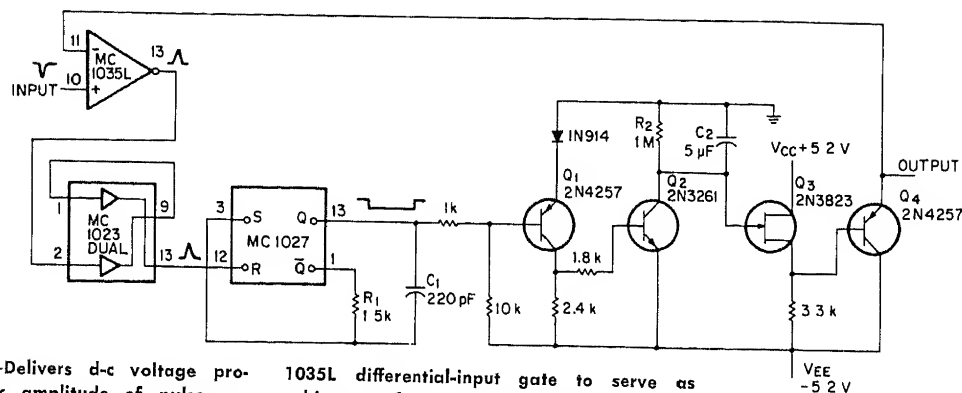 11
MC
1035L
13
INPUT 10 +
1
9
MC
1023
DUAL
2
13
12
3
S
Q
13
MC 1027
R
Q̅
1
R1
1 5k
C1
220 pF
1k
10k
IN914
Q1
2N4257
1.8 k
2.4 k
R2
1M
C2
5 µF
Q2
2N3261
VCC+5 2 V
Q3
2N3823
OUTPUT
Q4
2N4257
3 3 k
VEE
-5 2 V
-Delivers d-c voltage pro-
1035L differential-input gate to serve as
amplitude of